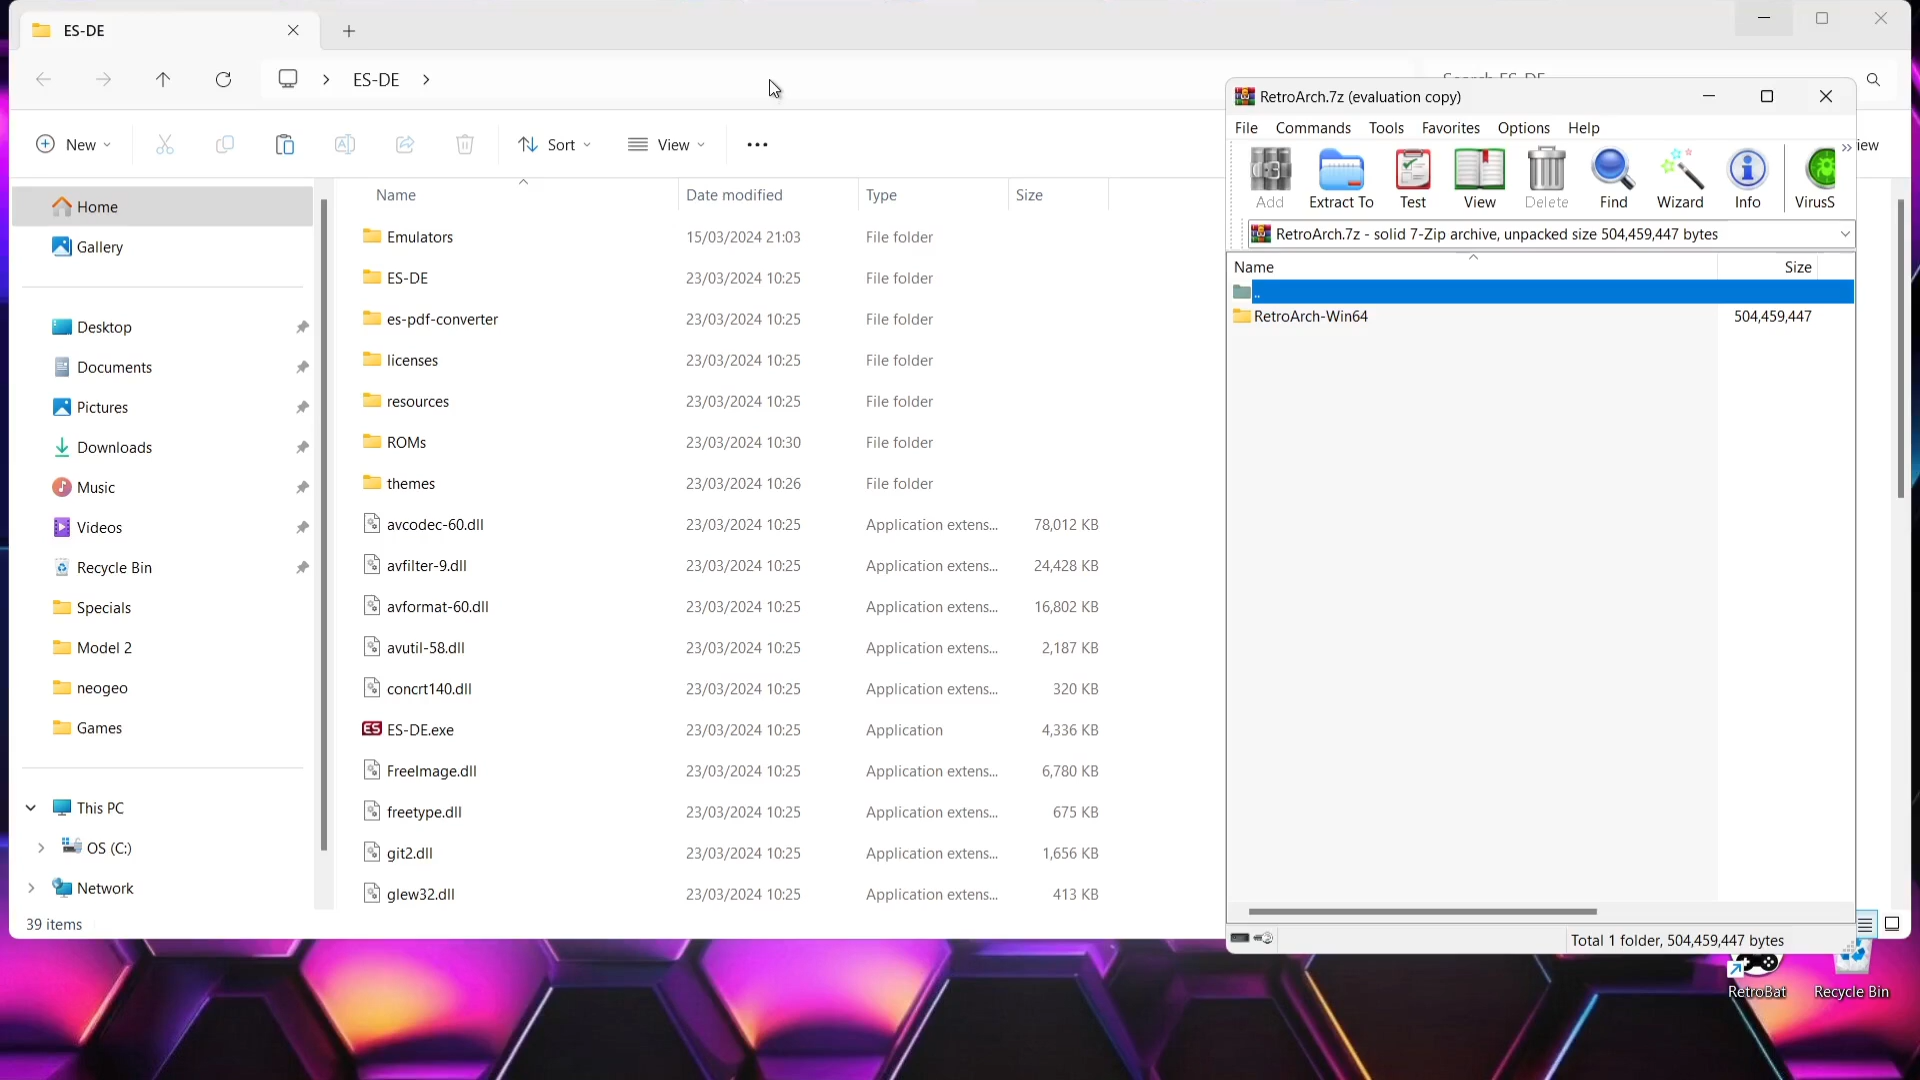 ES-DE
ES-DE
Search ES-DE
New
Sort
View
iew
Name Date modified Type Size
Home
Gallery
Desktop
Documents
Pictures
Downloads
Music
Videos
Recycle Bin
Specials
Model 2
neogeo
Games
This PC
OS (C:)
Network
Emulators 15/03/2024 21:03 File folder
ES-DE 23/03/2024 10:25 File folder
es-pdf-converter 23/03/2024 10:25 File folder
licenses 23/03/2024 10:25 File folder
resources 23/03/2024 10:25 File folder
ROMs 23/03/2024 10:30 File folder
themes 23/03/2024 10:26 File folder
avcodec-60.dll 23/03/2024 10:25 Application extens... 78,012 KB
avfilter-9.dll 23/03/2024 10:25 Application extens... 24,428 KB
avformat-60.dll 23/03/2024 10:25 Application extens... 16,802 KB
avutil-58.dll 23/03/2024 10:25 Application extens... 2,187 KB
concrt140.dll 23/03/2024 10:25 Application extens... 320 KB
ES ES-DE.exe 23/03/2024 10:25 Application 4,336 KB
FreeImage.dll 23/03/2024 10:25 Application extens... 6,780 KB
freetype.dll 23/03/2024 10:25 Application extens... 675 KB
git2.dll 23/03/2024 10:25 Application extens... 1,656 KB
glew32.dll 23/03/2024 10:25 Application extens... 413 KB
39 items
RetroArch.7z (evaluation copy)
File Commands Tools Favorites Options Help
Add Extract To Test View Delete Find Wizard Info VirusS
RetroArch.7z - solid 7-Zip archive, unpacked size 504,459,447 bytes
Name Size
..
RetroArch-Win64 504,459,447
Total 1 folder, 504,459,447 bytes
RetroBat
Recycle Bin